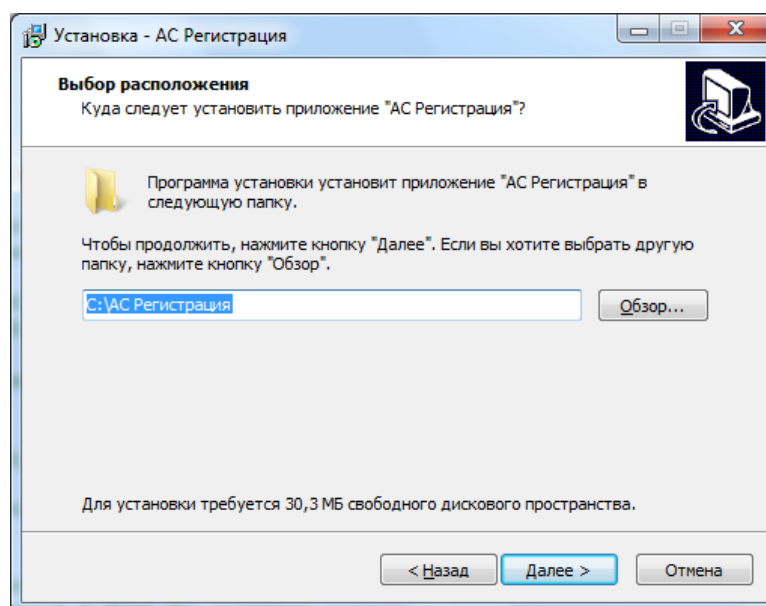 Установка - АС Регистрация
Выбор расположения
Куда следует установить приложение "АС Регистрация"?
Программа установки установит приложение "АС Регистрация" в
следующую папку.
Чтобы продолжить, нажмите кнопку "Далее". Если вы хотите выбрать другую
папку, нажмите кнопку "Обзор".
C:\АС Регистрация
Обзор...
Для установки требуется 30,3 МБ свободного дискового пространства.
< Назад
Далее >
Отмена